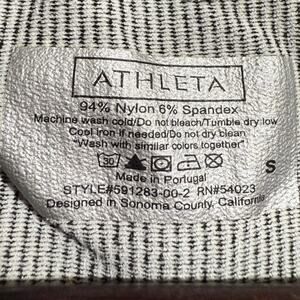 ATHLETA
94% Nylon 6% Spandex
Machine wash cold/Do not bleach/Tumble dry low
Cool iron if needed/Do not dry clean
"Wash with similar colors together"
30
S
Made in Portugal
STYLE#591283-00-2 RN#54023
Designed in Sonoma County, California